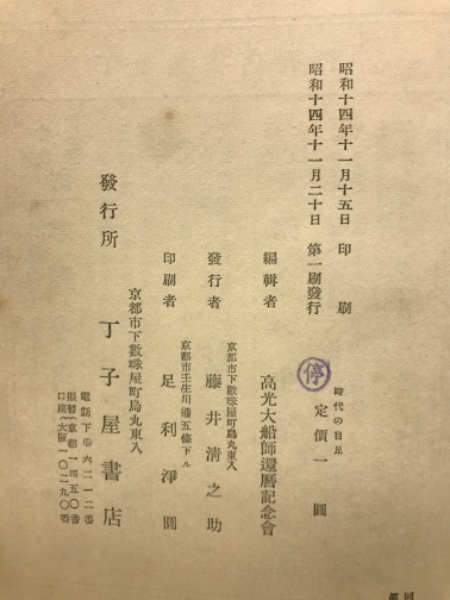 昭和十四年十一月十五日 印刷
昭和十四年十一月二十日 第一刷發行
時代の目足
停
定價一圓
編輯者 高光大船師還暦記念會
京都市下數珠屋町烏丸東入
發行者 藤井淸之助
京都市壬生川通五條下ル
印刷者 足利淨圓
京都市下數珠屋町烏丸東入
發行所 丁子屋書店
電話下 六二一二番
振替 京都一四五〇番
口座 大阪一〇二九〇番